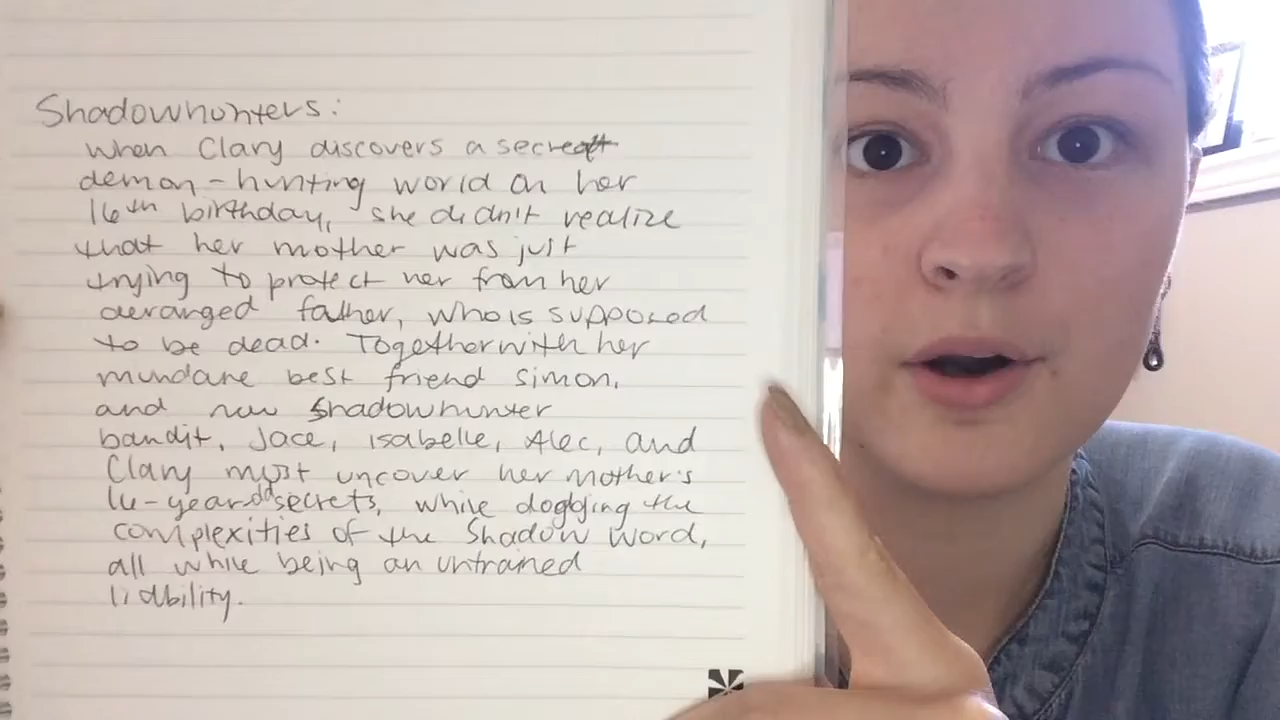 Shadowhunters:
when Clary discovers a secret
demon-hunting world on her
16th birthday, she didn't realize
that her mother was just
trying to protect her from her
deranged father, who is supposed
to be dead. Together with her
mundane best friend simon,
and new Shadowhunter
bandit, Jace, Isabelle, Alec, and
Clary must uncover her mother's
16-year old secrets, while dogging the
complexities of the Shadow Word,
all while being an untrained
liability.